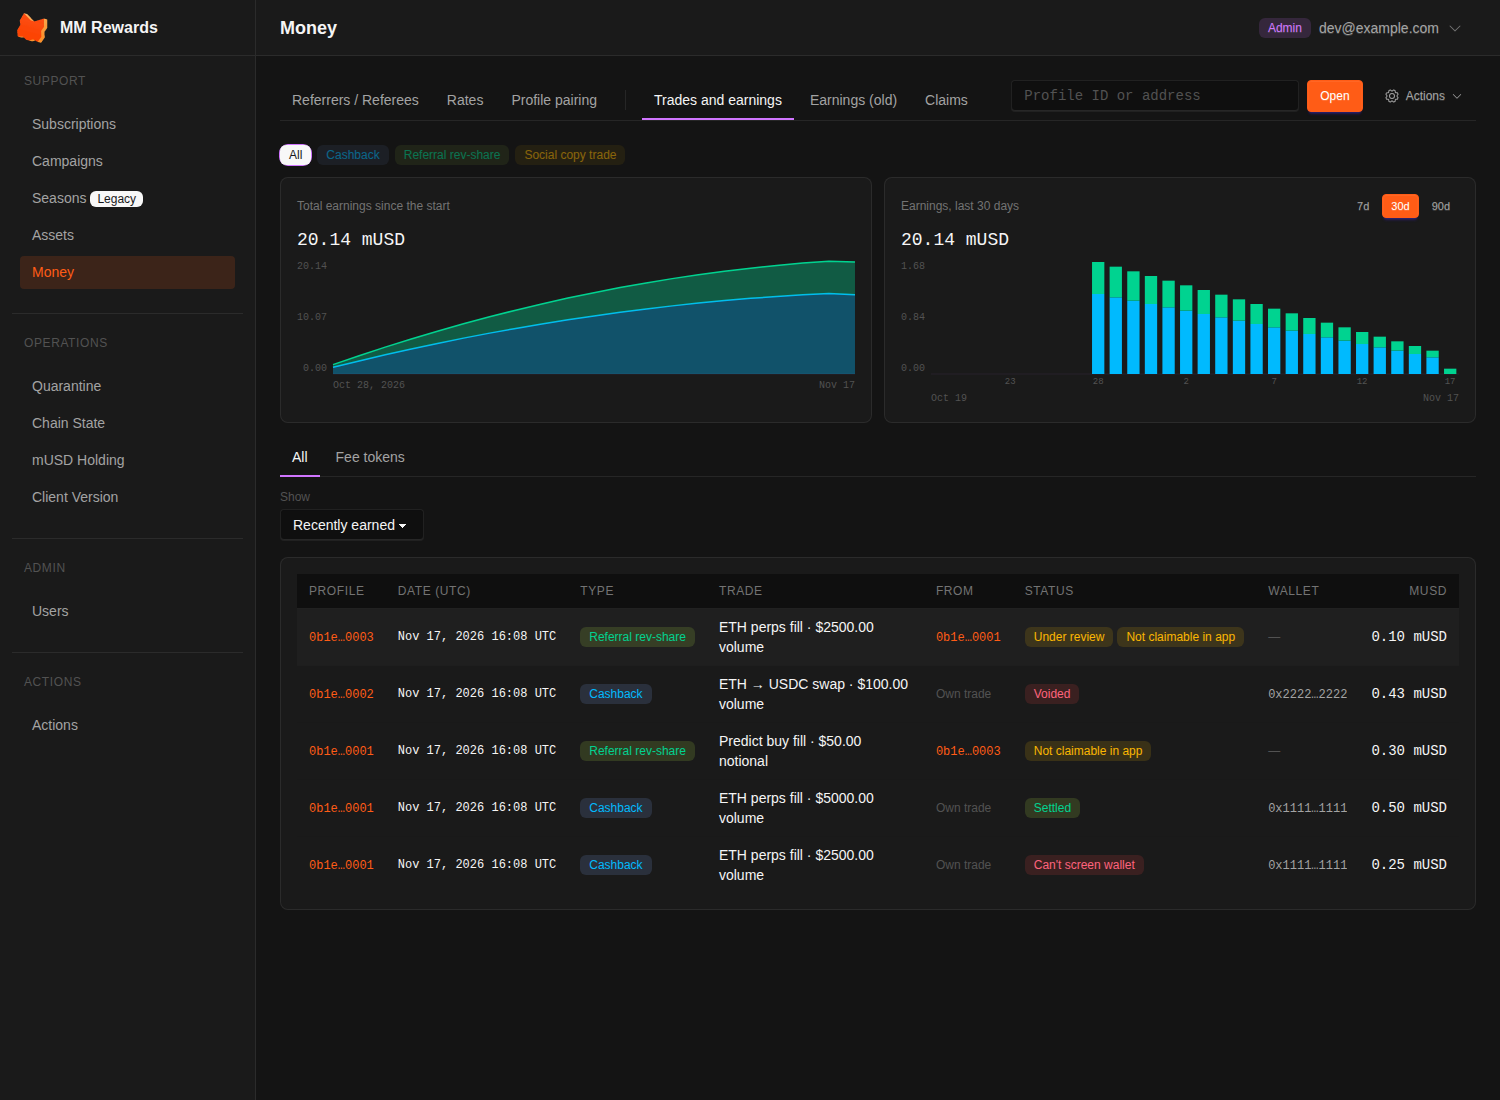 MM Rewards
Money
Admin
dev@example.com
SUPPORT
Subscriptions
Campaigns
Seasons Legacy
Assets
Money
OPERATIONS
Quarantine
Chain State
mUSD Holding
Client Version
ADMIN
Users
ACTIONS
Actions
Referrers / Referees
Rates
Profile pairing
Trades and earnings
Earnings (old)
Claims
Profile ID or address
Open
Actions
All
Cashback
Referral rev-share
Social copy trade
Total earnings since the start
20.14 mUSD
20.14
10.07
0.00
Oct 28, 2026
Nov 17
Earnings, last 30 days
7d
30d
90d
20.14 mUSD
1.68
0.84
0.00
23
28
2
7
12
17
Oct 19
Nov 17
All
Fee tokens
Show
Recently earned
PROFILE DATE (UTC) TYPE TRADE FROM STATUS WALLET MUSD
0b1e…0003 Nov 17, 2026 16:08 UTC Referral rev-share ETH perps fill · $2500.00 0b1e…0001 Under review Not claimable in app — 0.10 mUSD
volume
0b1e…0002 Nov 17, 2026 16:08 UTC Cashback ETH → USDC swap · $100.00 Own trade Voided 0x2222…2222 0.43 mUSD
volume
0b1e…0001 Nov 17, 2026 16:08 UTC Referral rev-share Predict buy fill · $50.00 0b1e…0003 Not claimable in app — 0.30 mUSD
notional
0b1e…0001 Nov 17, 2026 16:08 UTC Cashback ETH perps fill · $5000.00 Own trade Settled 0x1111…1111 0.50 mUSD
volume
0b1e…0001 Nov 17, 2026 16:08 UTC Cashback ETH perps fill · $2500.00 Own trade Can't screen wallet 0x1111…1111 0.25 mUSD
volume